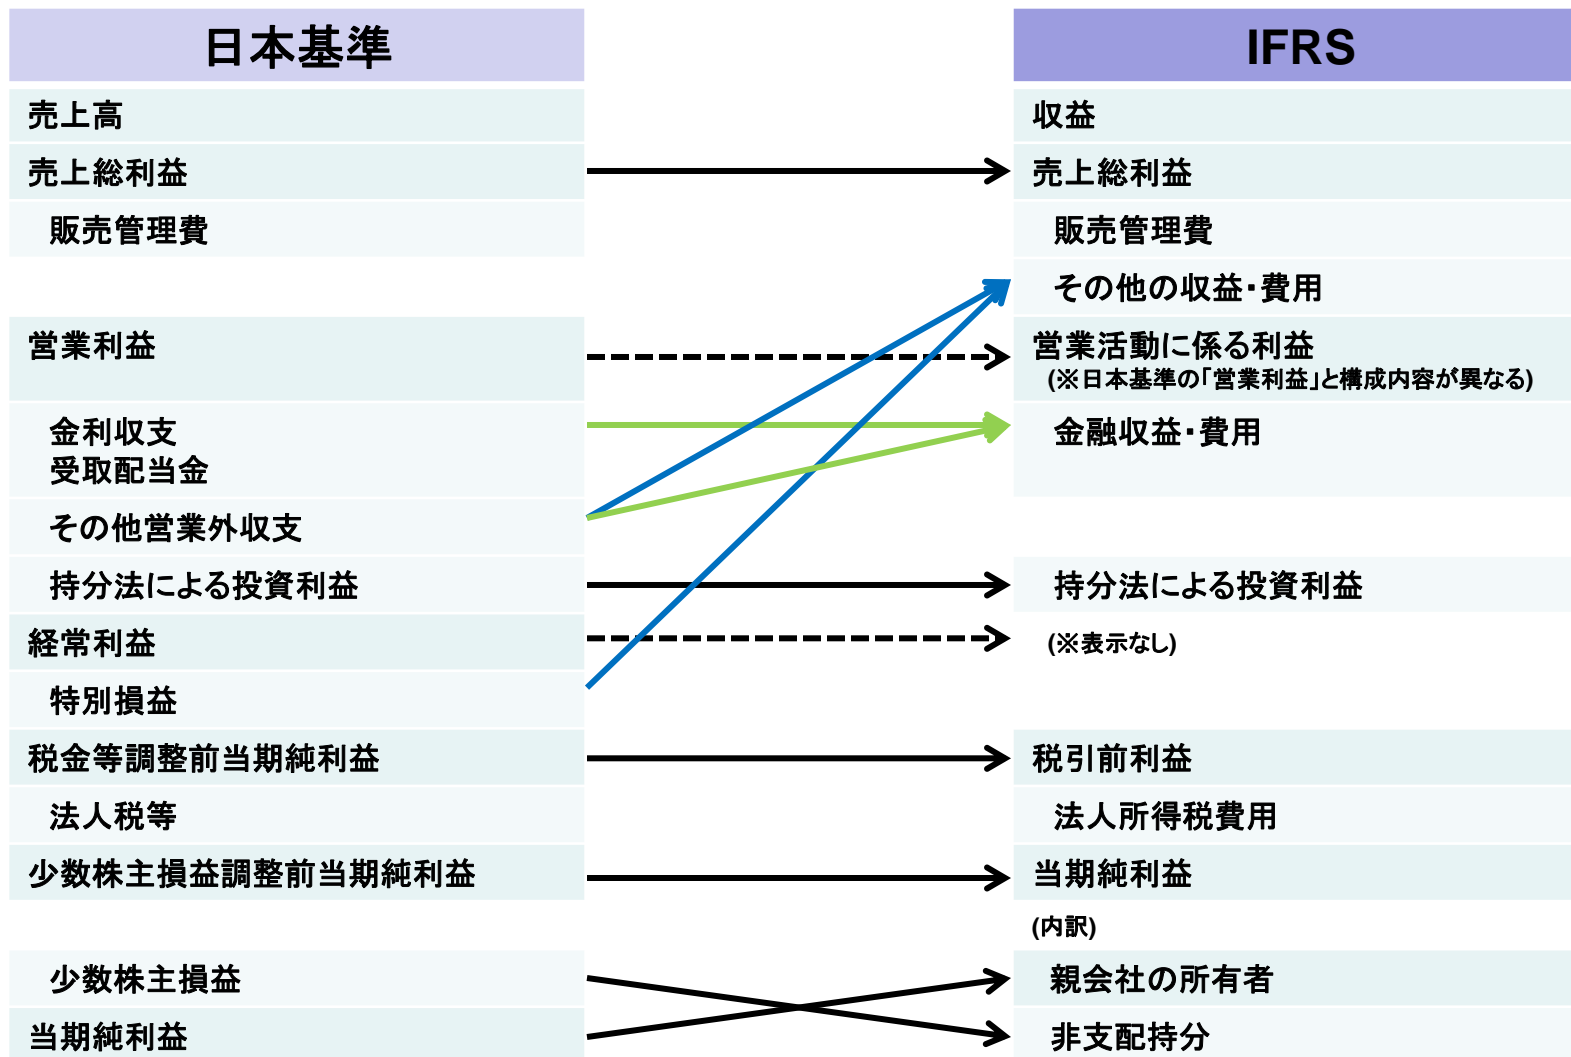 日本基準
IFRS
売上高
収益
売上総利益
売上総利益
販売管理費
販売管理費
その他の収益・費用
営業利益
営業活動に係る利益
(※日本基準の「営業利益」と構成内容が異なる)
金利収支
金融収益・費用
受取配当金
その他営業外収支
持分法による投資利益
持分法による投資利益
経常利益
(※表示なし)
特別損益
税金等調整前当期純利益
税引前利益
法人税等
法人所得税費用
少数株主損益調整前当期純利益
当期純利益
(内訳)
少数株主損益
親会社の所有者
当期純利益
非支配持分